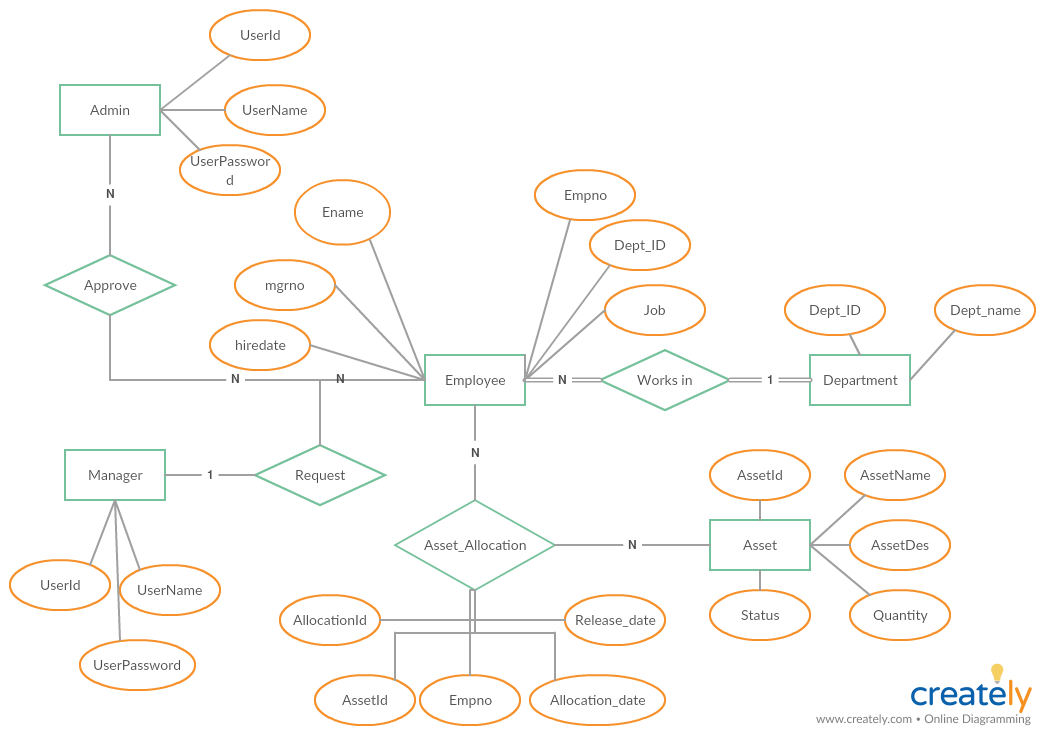 UserId
Admin
UserName
UserPasswor
d
N
Empno
Ename
Dept_ID
Approve
mgrno
Job
Dept_ID
Dept_name
hiredate
N
N
Employee
N
Works in
1
Department
N
Manager
1
Request
AssetId
AssetName
Asset_Allocation
N
Asset
AssetDes
UserId
UserName
AllocationId
Release_date
Status
Quantity
UserPassword
AssetId
Empno
Allocation_date
creately
www.creately.com • Online Diagramming